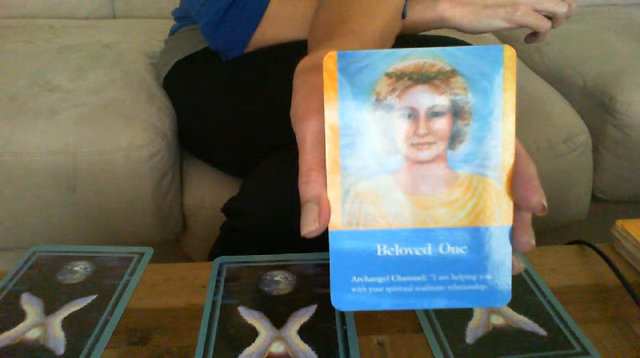 Beloved One
Archangel Chamuel: "I am helping you
with your spiritual soulmate relationship.